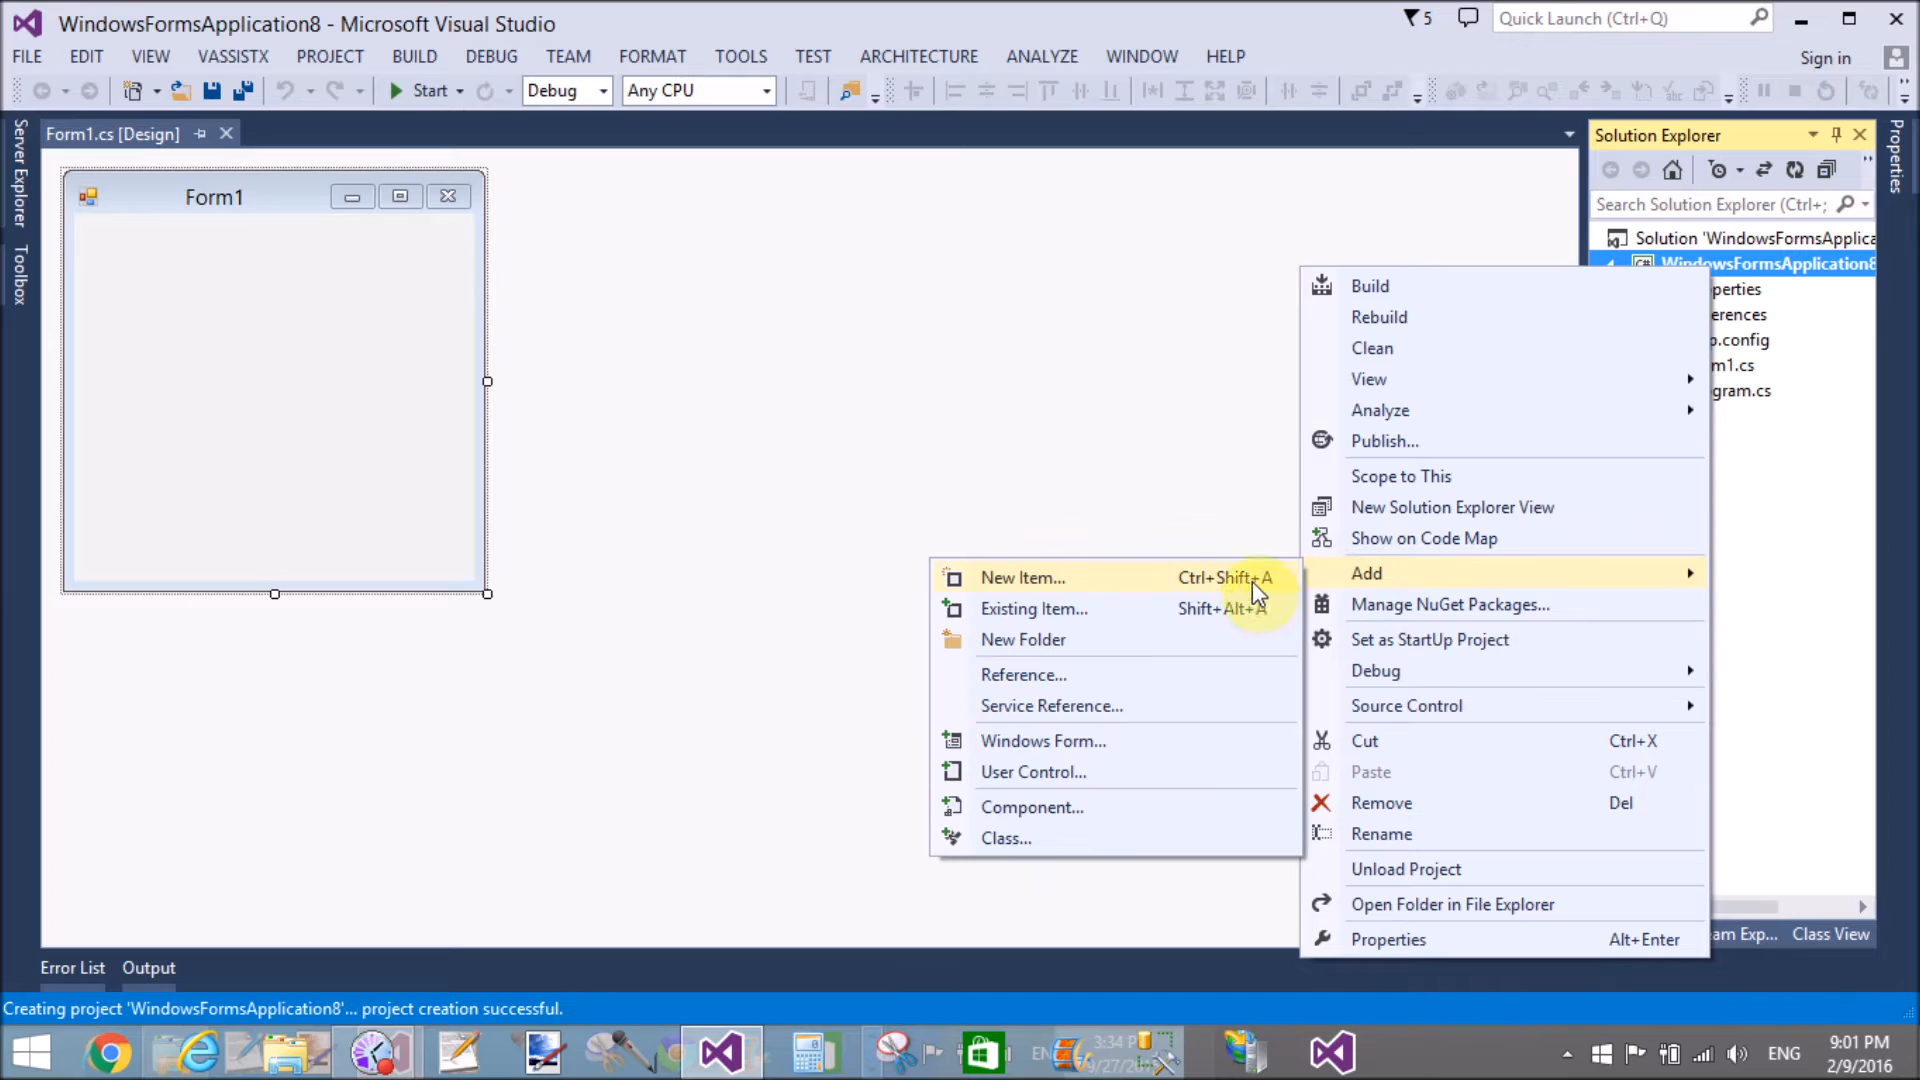 WindowsFormsApplication8 - Microsoft Visual Studio
5
Quick Launch (Ctrl+Q)
FILE EDIT VIEW VASSISTX PROJECT BUILD DEBUG TEAM FORMAT TOOLS TEST ARCHITECTURE ANALYZE WINDOW HELP
Sign in
Start Debug Any CPU
Server Explorer
Toolbox
Form1.cs [Design]
Form1
Solution Explorer
Properties
Search Solution Explorer (Ctrl+;
Solution 'WindowsFormsApplica
WindowsFormsApplication8
perties
erences
p.config
m1.cs
gram.cs
Build
Rebuild
Clean
View
Analyze
Publish...
Scope to This
New Solution Explorer View
Show on Code Map
Add
Manage NuGet Packages...
Set as StartUp Project
Debug
Source Control
Cut Ctrl+X
Paste Ctrl+V
Remove Del
Rename
Unload Project
Open Folder in File Explorer
Properties Alt+Enter
New Item... Ctrl+Shift+A
Existing Item... Shift+Alt+A
New Folder
Reference...
Service Reference...
Windows Form...
User Control...
Component...
Class...
am Exp... Class View
Error List Output
Creating project 'WindowsFormsApplication8'... project creation successful.
3:34 P
ENG
9:01 PM
2/9/2016